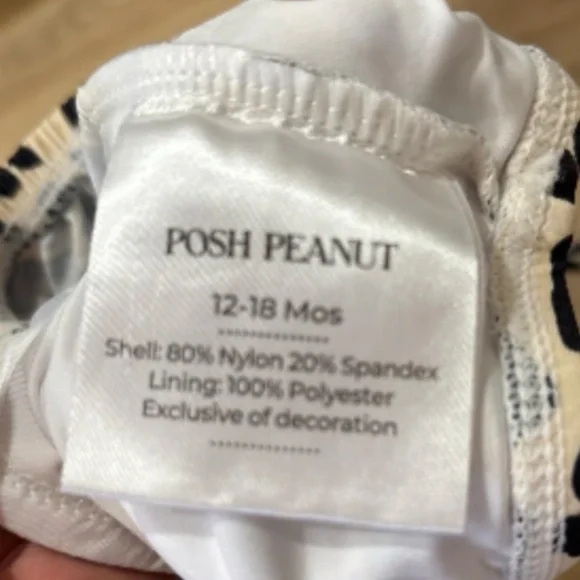 POSH PEANUT
12-18 Mos
Shell: 80% Nylon 20% Spandex
Lining: 100% Polyester
Exclusive of decoration